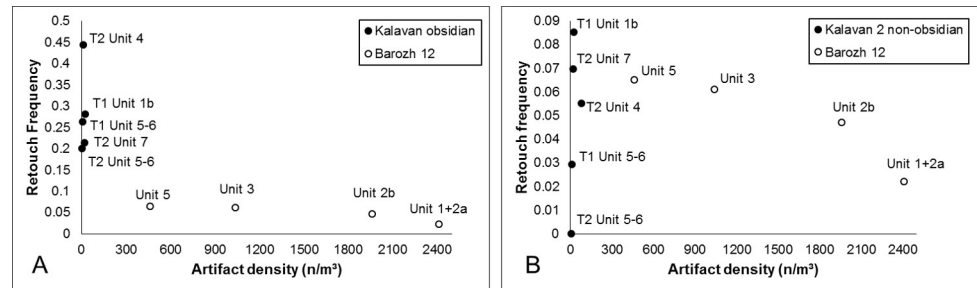 0.5
0.45
0.4
0.35
0.3
0.25
0.2
0.15
0.1
0.05
0
Retouch Frequency
T2 Unit 4
T1 Unit 1b
T1 Unit 5-6
T2 Unit 7
T2 Unit 5-6
Unit 5
Unit 3
Unit 2b
Unit 1+2a
Kalavan obsidian
Barozh 12
0 300 600 900 1200 1500 1800 2100 2400
Artifact density (n/m³)
A
0.09
0.08
0.07
0.06
0.05
0.04
0.03
0.02
0.01
0
Retouch frequency
T1 Unit 1b
T2 Unit 7
Unit 5
Unit 3
T2 Unit 4
Unit 2b
T1 Unit 5-6
Unit 1+2a
T2 Unit 5-6
Kalavan 2 non-obsidian
Barozh 12
0 300 600 900 1200 1500 1800 2100 2400
Artifact density (n/m³)
B